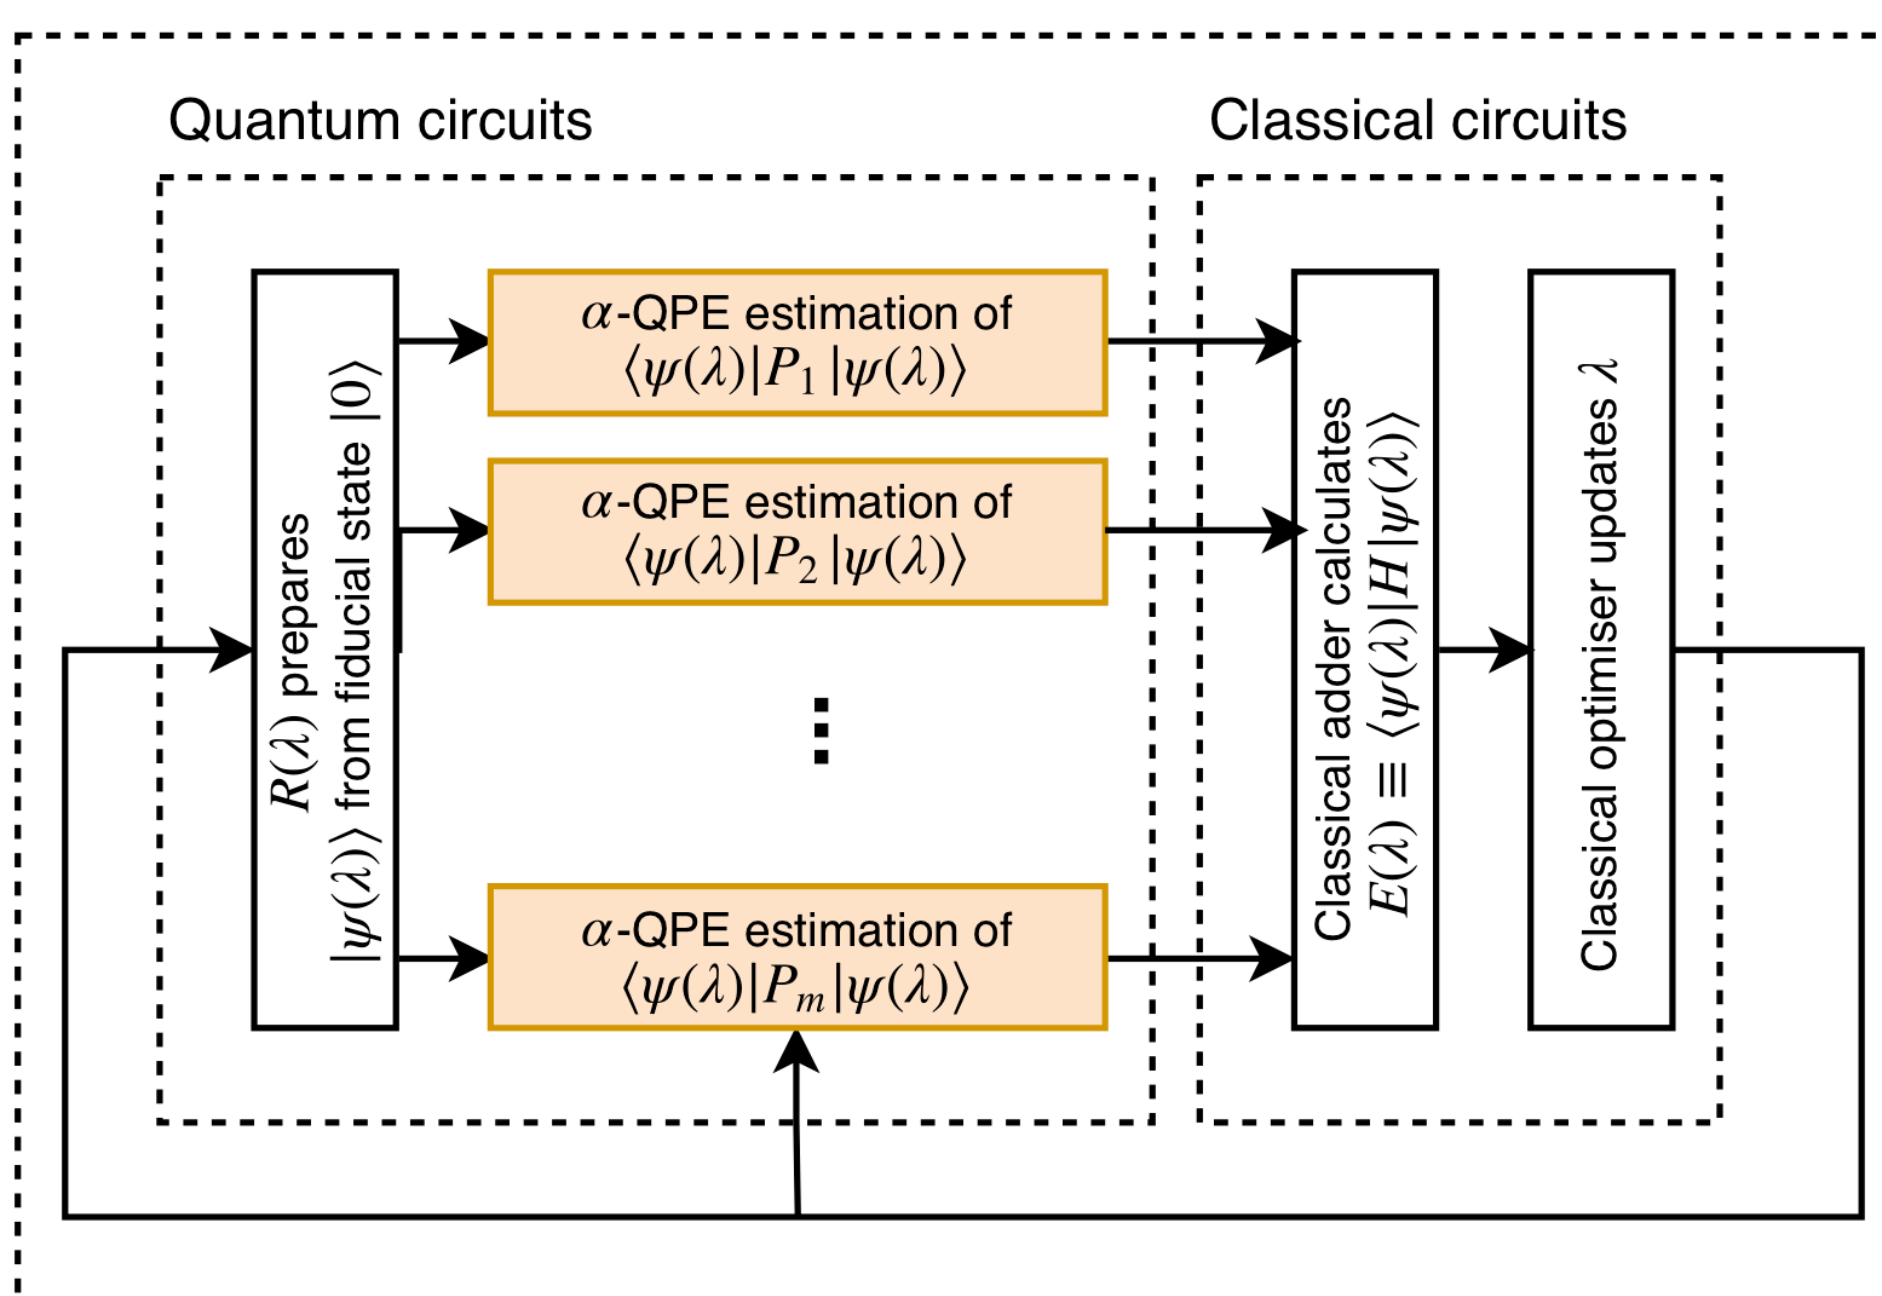 Quantum circuits
Classical circuits
R(λ) prepares
|ψ(λ)⟩ from fiducial state |0⟩
α-QPE estimation of
⟨ψ(λ)|P₁|ψ(λ)⟩
α-QPE estimation of
⟨ψ(λ)|P₂|ψ(λ)⟩
⋮
α-QPE estimation of
⟨ψ(λ)|Pₘ|ψ(λ)⟩
Classical adder calculates
E(λ) ≡ ⟨ψ(λ)|H|ψ(λ)⟩
Classical optimiser updates λ